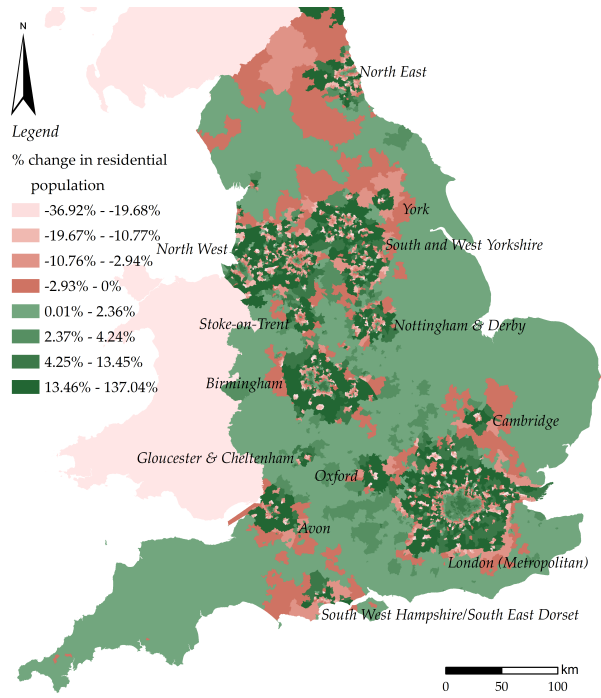 N
Legend
% change in residential
population
-36.92% - -19.68%
-19.67% - -10.77%
-10.76% - -2.94%
-2.93% - 0%
0.01% - 2.36%
2.37% - 4.24%
4.25% - 13.45%
13.46% - 137.04%
North East
York
North West
South and West Yorkshire
Stoke-on-Trent
Nottingham & Derby
Birmingham
Cambridge
Gloucester & Cheltenham
Oxford
Avon
London (Metropolitan)
South West Hampshire/South East Dorset
km
0 50 100